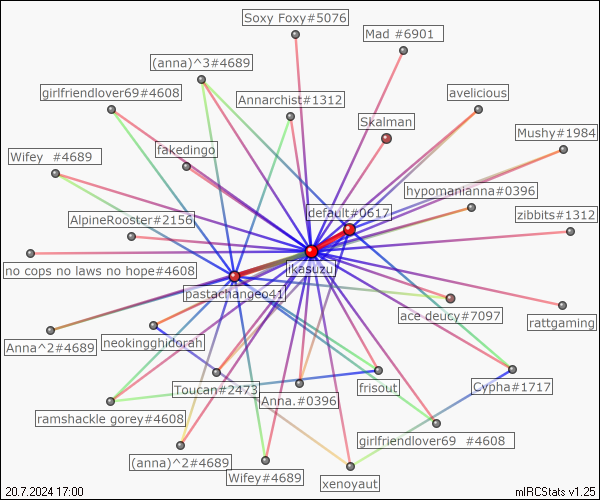 Soxy Foxy#5076
Mad #6901
(anna)^3#4689
girlfriendlover69#4608
Annarchist#1312
avelicious
Skalman
Mushy#1984
fakedingo
Wifey  #4689
hypomanianna#0396
default#0617
AlpineRooster#2156
zibbits#1312
ikasuzu
no cops no laws no hope#4608
pastachangeo41
ace deucy#7097
rattgaming
Anna^2#4689
neokingghidorah
Toucan#2473
frisout
Cypha#1717
Anna.#0396
ramshackle gorey#4608
girlfriendlover69  #4608
(anna)^2#4689
Wifey#4689
xenoyaut
20.7.2024 17:00
mIRCStats v1.25